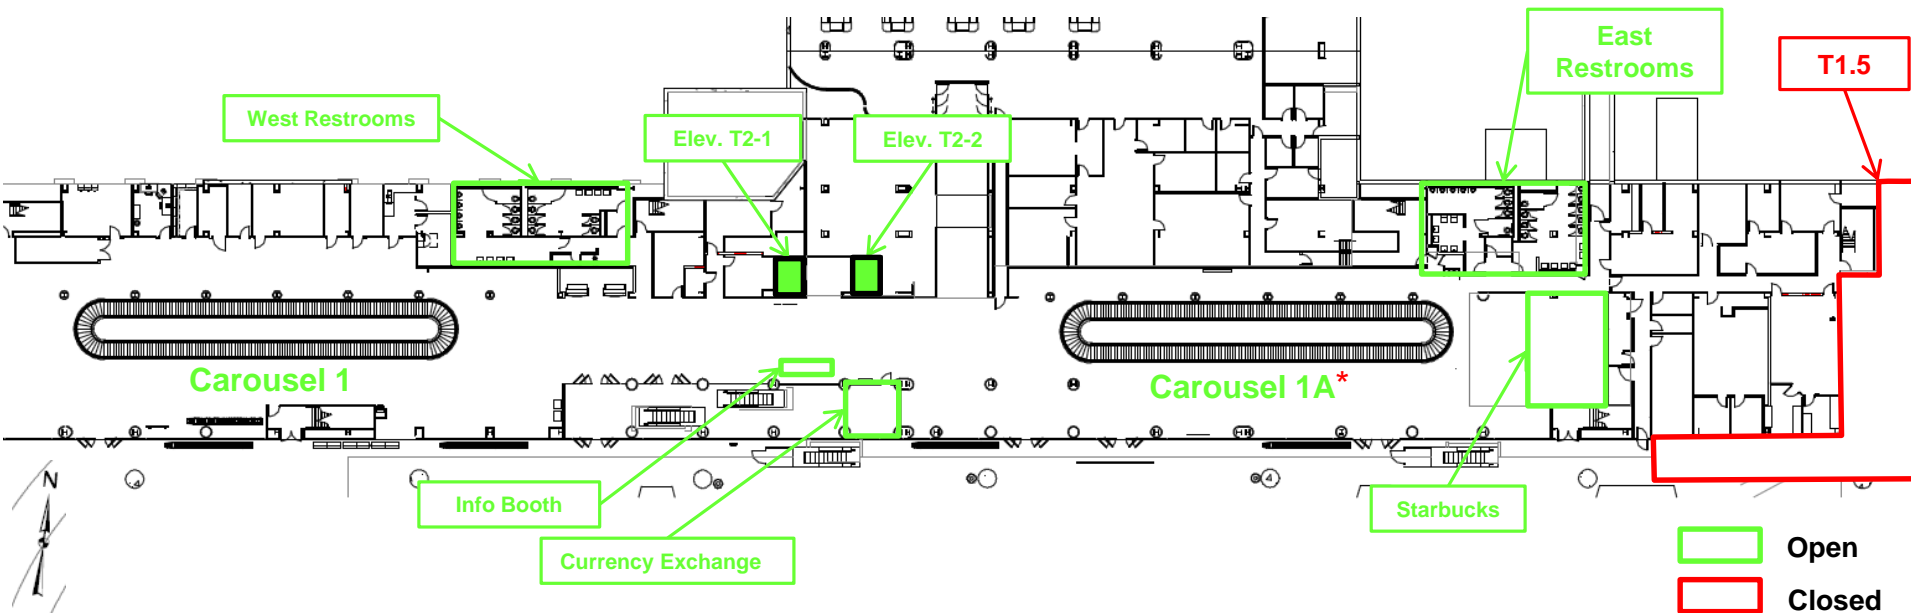 East
Restrooms
T1.5
West Restrooms
Elev. T2-1
Elev. T2-2
Carousel 1
Carousel 1A*
N
Info Booth
Starbucks
Currency Exchange
Open
Closed